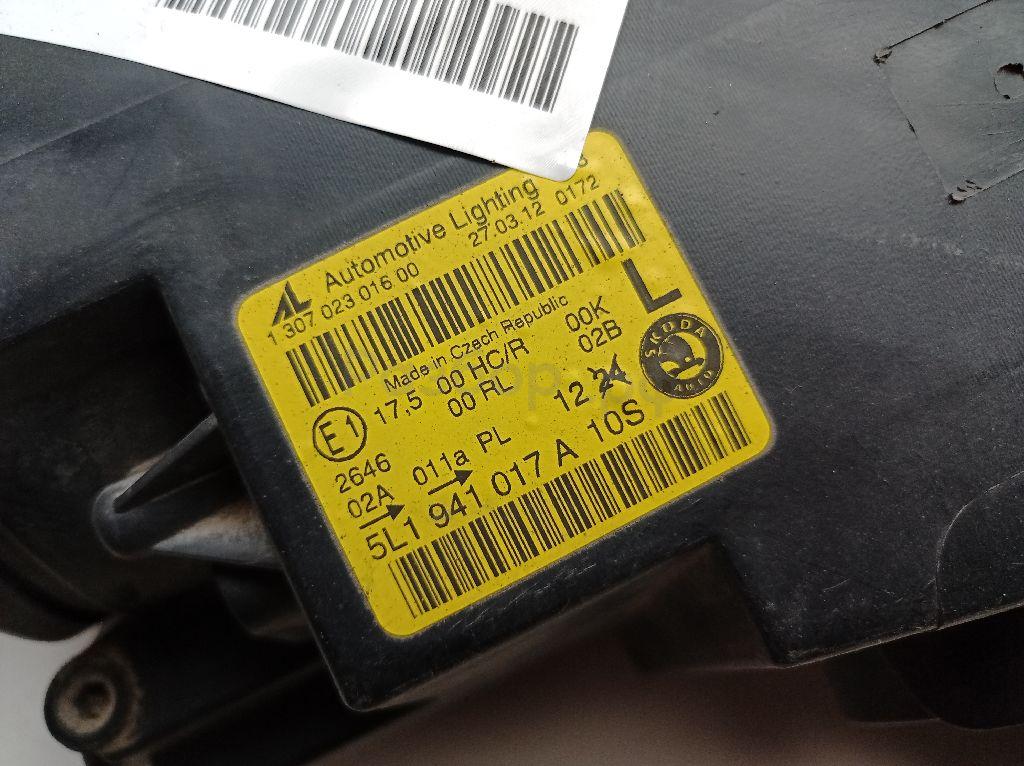 Automotive Lighting
1 307 023 016 00 27.03.12 0172
Made in Czech Republic
L
E1 17,5 00 HC/R 00K
00 RL 02B
2646 12 24
02A 011a PL
5L1 941 017 A 10S
SKODA
AUTO